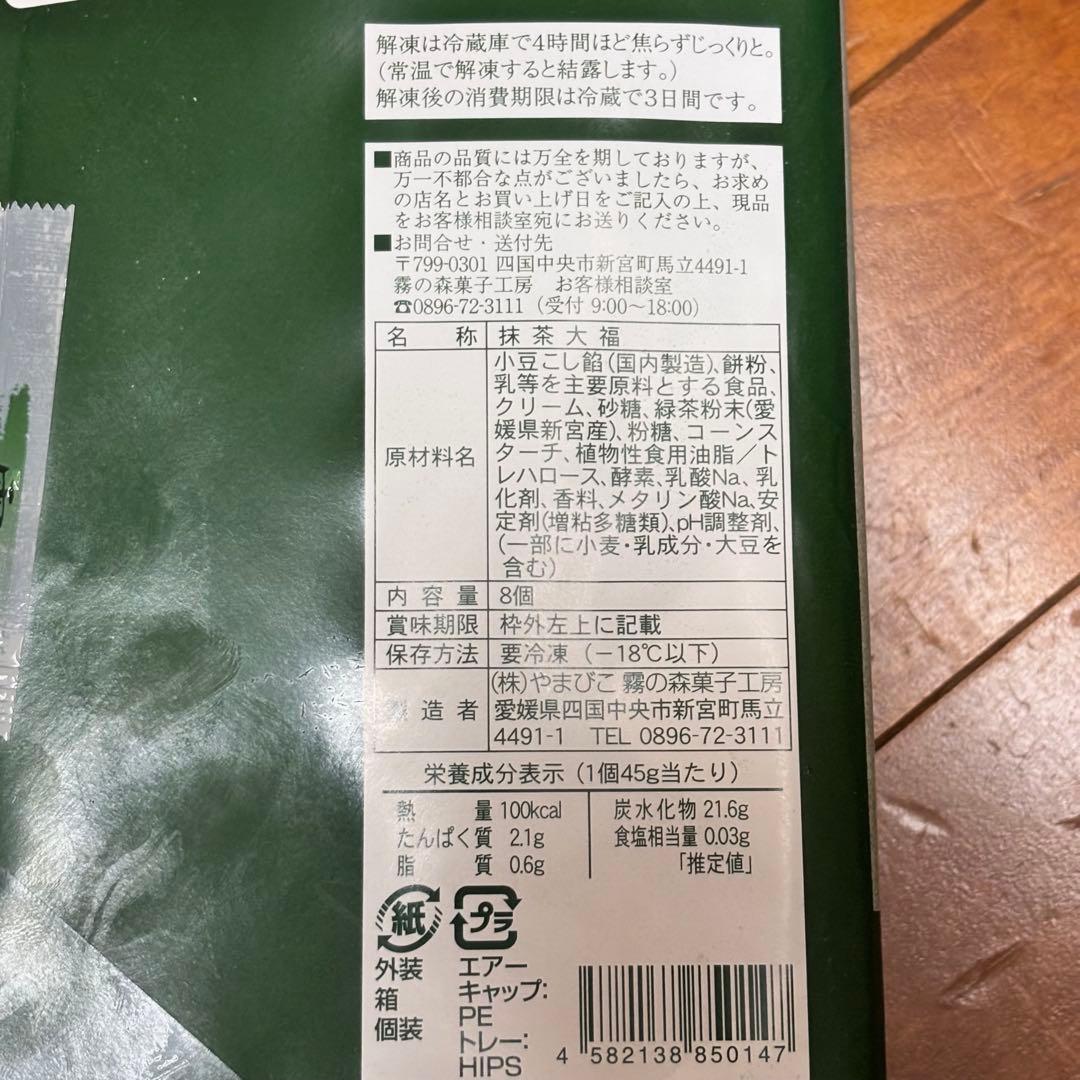 解凍は冷蔵庫で4時間ほど焦らずじっくりと。
(常温で解凍すると結露します。)
解凍後の消費期限は冷蔵で3日間です。
■商品の品質には万全を期しておりますが、
万一不都合な点がございましたら、お求め
の店名とお買い上げ日をご記入の上、現品
をお客様相談室宛にお送りください。
■お問合せ・送付先
〒799-0301 四国中央市新宮町馬立4491-1
霧の森菓子工房 お客様相談室
☎0896-72-3111 (受付 9:00〜18:00)
名称 抹茶大福
原材料名
小豆こし餡(国内製造)、餅粉、
乳等を主要原料とする食品、
クリーム、砂糖、緑茶粉末(愛
媛県新宮産)、粉糖、コーンス
ターチ、植物性食用油脂／ト
レハロース、酵素、乳酸Na、乳
化剤、香料、メタリン酸Na、安
定剤(増粘多糖類)、pH調整剤、
(一部に小麦・乳成分・大豆を
含む)
内容量 8個
賞味期限 枠外左上に記載
保存方法 要冷凍 (－18℃以下)
製造者
(株)やまびこ 霧の森菓子工房
愛媛県四国中央市新宮町馬立
4491-1 TEL 0896-72-3111
栄養成分表示 (1個45g当たり)
熱量 100kcal
たんぱく質 2.1g
脂質 0.6g
炭水化物 21.6g
食塩相当量 0.03g
「推定値」
紙
外装
箱
個装
プラ
エアー
キャップ:
PE
トレー:
HIPS
4 582138 850147